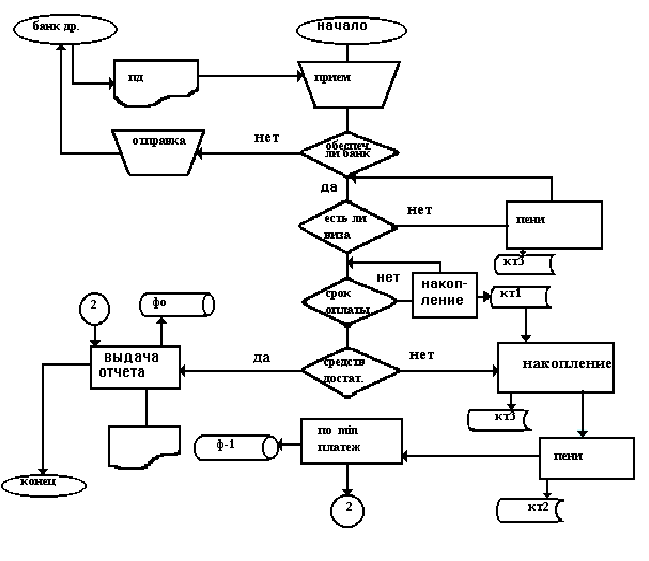 банк др.
начало
пд
прием
отправка
нет
обеспеч.
ли банк
да
есть ли
виза
нет
пени
кт3
срок
оплаты
нет
накоп-
ление
кт1
2
фо
выдача
отчета
да
средств
достат.
нет
накопление
кт3
по min
платеж
ф-1
пени
конец
2
кт2